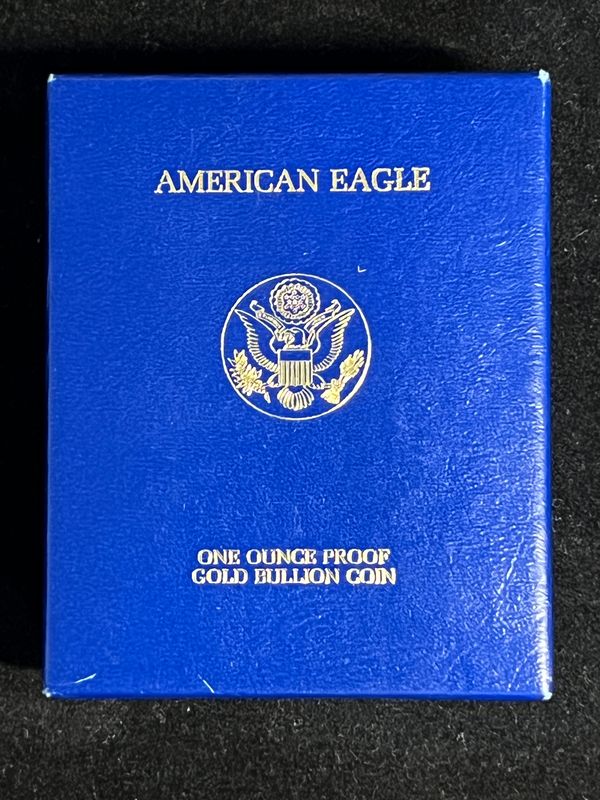 AMERICAN EAGLE
ONE OUNCE PROOF
GOLD BULLION COIN